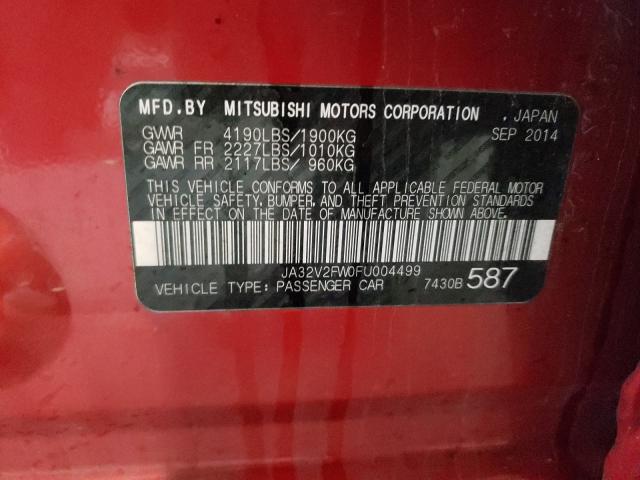 MFD.BY MITSUBISHI MOTORS CORPORATION , JAPAN
GVWR 4190LBS/1900KG SEP 2014
GAWR FR 2227LBS/1010KG
GAWR RR 2117LBS/ 960KG
THIS VEHICLE CONFORMS TO ALL APPLICABLE FEDERAL MOTOR
VEHICLE SAFETY, BUMPER, AND THEFT PREVENTION STANDARDS
IN EFFECT ON THE DATE OF MANUFACTURE SHOWN ABOVE.
JA32V2FW0FU004499
VEHICLE TYPE: PASSENGER CAR 7430B 587